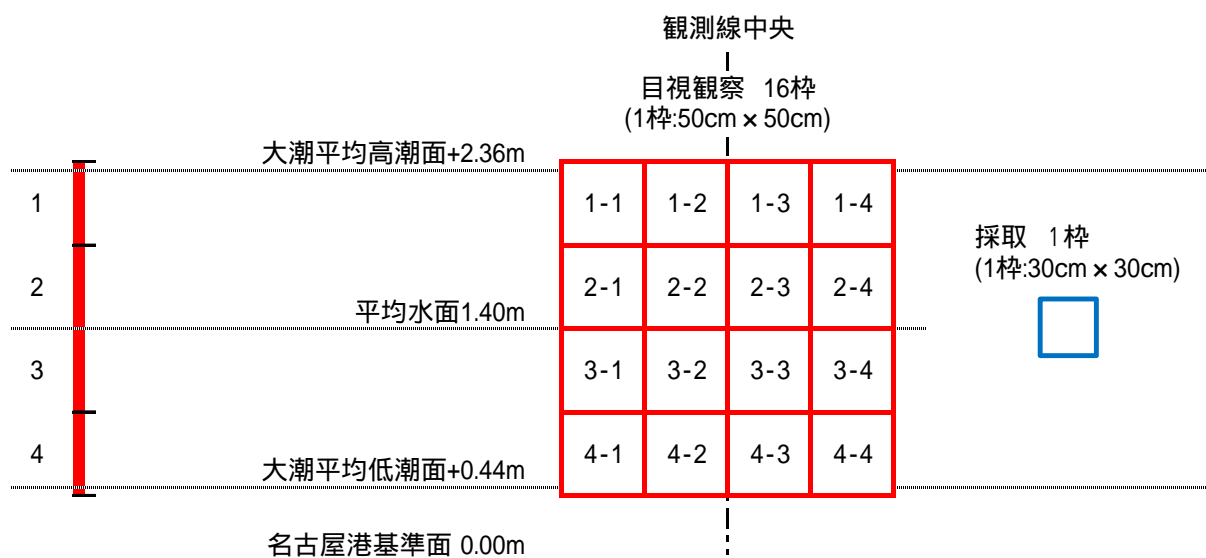 観測線中央
目視観察 16枠
(1枠:50cm×50cm)
大潮平均高潮面+2.36m
1
1-1 1-2 1-3 1-4
採取 1枠
(1枠:30cm×30cm)
2
2-1 2-2 2-3 2-4
平均水面1.40m
3
3-1 3-2 3-3 3-4
4
4-1 4-2 4-3 4-4
大潮平均低潮面+0.44m
名古屋港基準面 0.00m